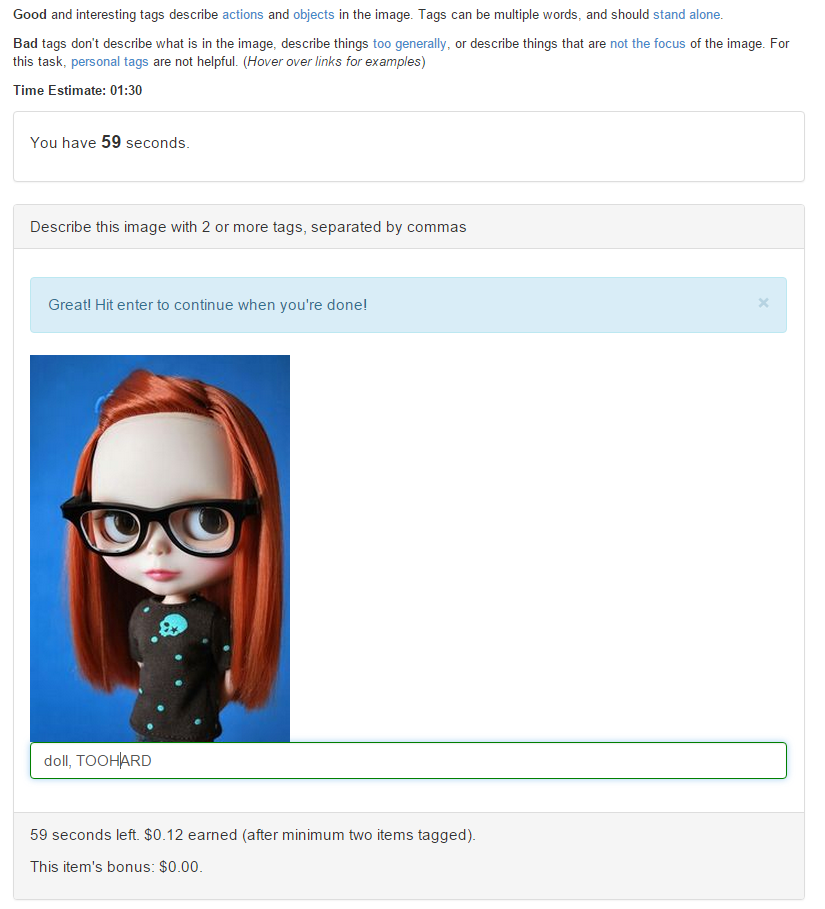 Good and interesting tags describe actions and objects in the image. Tags can be multiple words, and should stand alone.
Bad tags don't describe what is in the image, describe things too generally, or describe things that are not the focus of the image. For
this task, personal tags are not helpful. (Hover over links for examples)
Time Estimate: 01:30
You have 59 seconds.
Describe this image with 2 or more tags, separated by commas
Great! Hit enter to continue when you're done!
×
doll, TOOHARD
59 seconds left. $0.12 earned (after minimum two items tagged).
This item's bonus: $0.00.